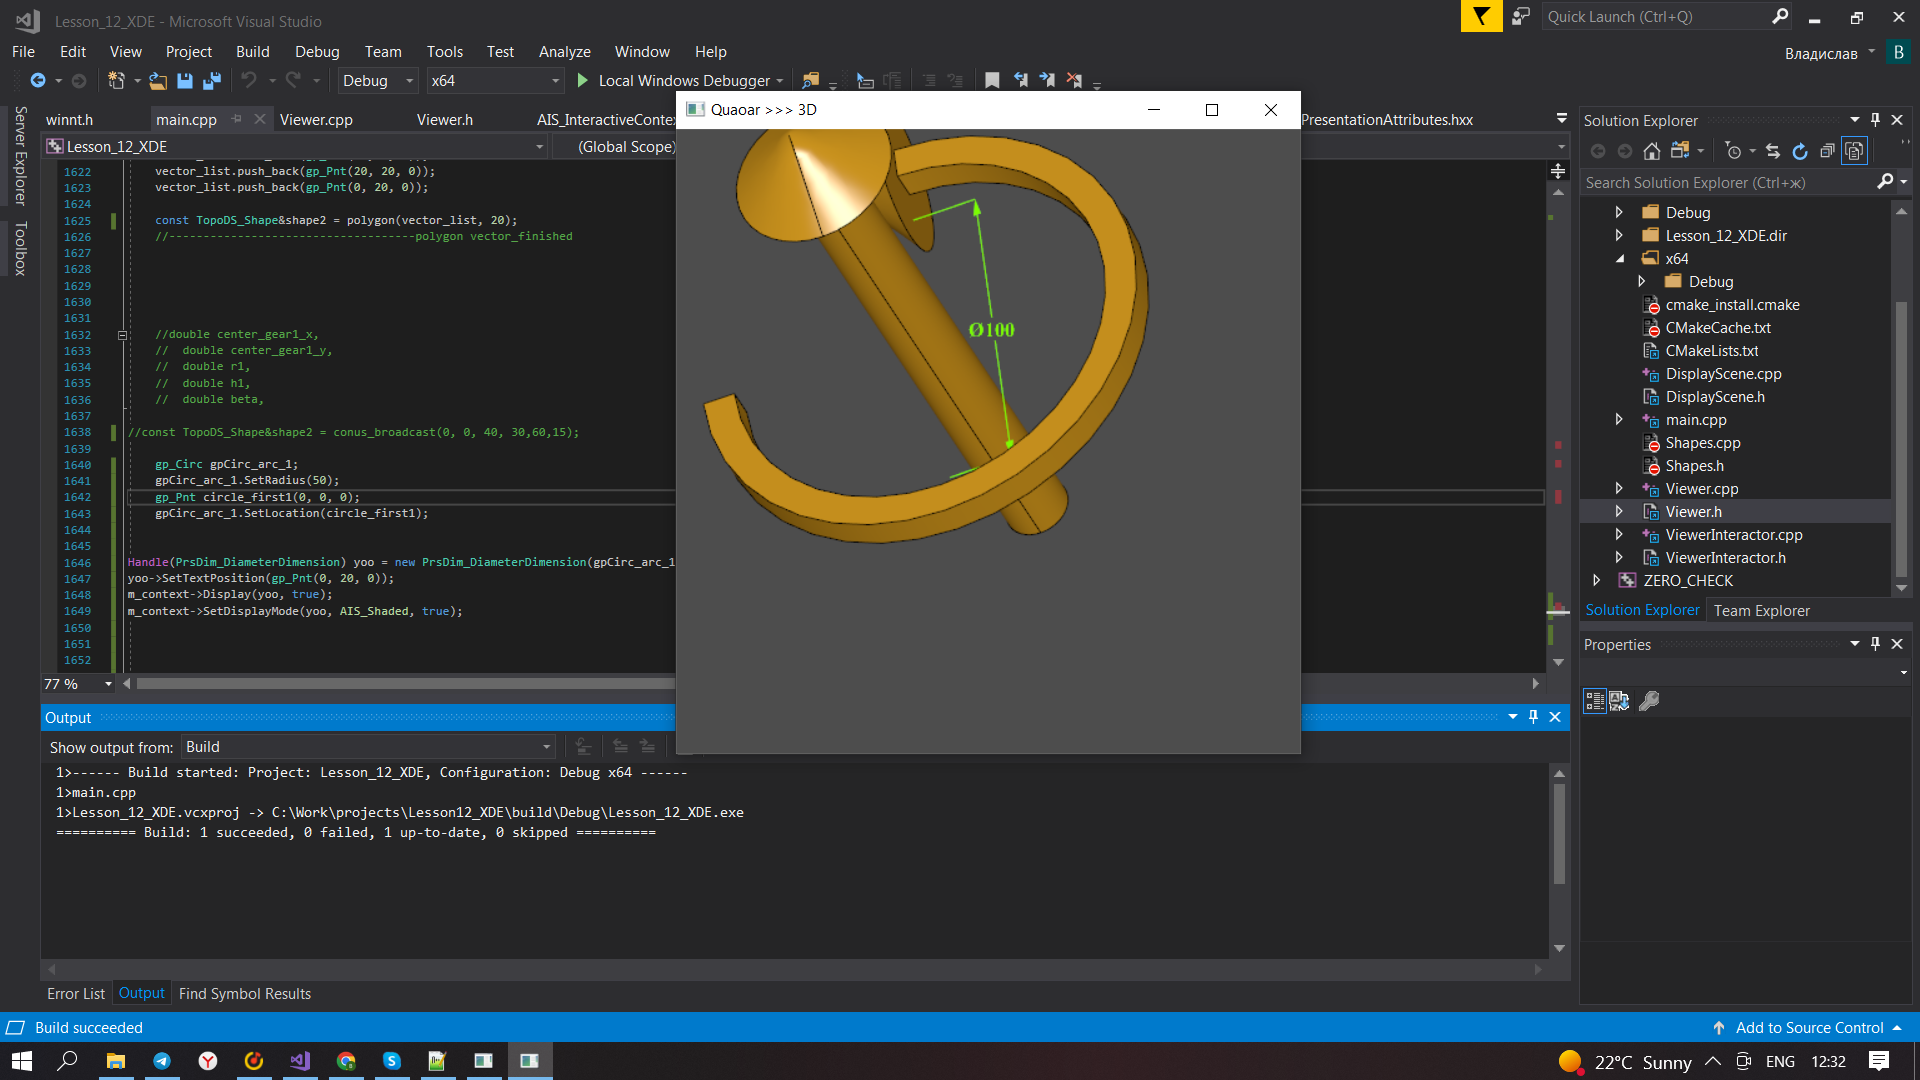 Lesson_12_XDE - Microsoft Visual Studio
Quick Launch (Ctrl+Q)
File Edit View Project Build Debug Team Tools Test Analyze Window Help
Владислав B
Debug x64 Local Windows Debugger
Server Explorer
Toolbox
winnt.h main.cpp Viewer.cpp Viewer.h AIS_InteractiveContex PresentationAttributes.hxx
Lesson_12_XDE (Global Scope)
1622 vector_list.push_back(gp_Pnt(20, 20, 0));
1623 vector_list.push_back(gp_Pnt(0, 20, 0));
1624
1625 const TopoDS_Shape&shape2 = polygon(vector_list, 20);
1626 //------------------------------------polygon vector_finished
1627
1628
1629
1630
1631
1632 //double center_gear1_x,
1633 // double center_gear1_y,
1634 // double r1,
1635 // double h1,
1636 // double beta,
1637
1638 //const TopoDS_Shape&shape2 = conus_broadcast(0, 0, 40, 30,60,15);
1639
1640 gp_Circ gpCirc_arc_1;
1641 gpCirc_arc_1.SetRadius(50);
1642 gp_Pnt circle_first1(0, 0, 0);
1643 gpCirc_arc_1.SetLocation(circle_first1);
1644
1645
1646 Handle(PrsDim_DiameterDimension) yoo = new PrsDim_DiameterDimension(gpCirc_arc_1
1647 yoo->SetTextPosition(gp_Pnt(0, 20, 0));
1648 m_context->Display(yoo, true);
1649 m_context->SetDisplayMode(yoo, AIS_Shaded, true);
1650
1651
1652
77 %
Quaoar >>> 3D
Ø100
Output
Show output from: Build
1>------ Build started: Project: Lesson_12_XDE, Configuration: Debug x64 ------
1>main.cpp
1>Lesson_12_XDE.vcxproj -> C:\Work\projects\Lesson12_XDE\build\Debug\Lesson_12_XDE.exe
========== Build: 1 succeeded, 0 failed, 1 up-to-date, 0 skipped ==========
Error List Output Find Symbol Results
Solution Explorer
Search Solution Explorer (Ctrl+ж)
Debug
Lesson_12_XDE.dir
x64
Debug
cmake_install.cmake
CMakeCache.txt
CMakeLists.txt
DisplayScene.cpp
DisplayScene.h
main.cpp
Shapes.cpp
Shapes.h
Viewer.cpp
Viewer.h
ViewerInteractor.cpp
ViewerInteractor.h
ZERO_CHECK
Solution Explorer Team Explorer
Properties
Build succeeded
Add to Source Control
22°C Sunny ENG 12:32